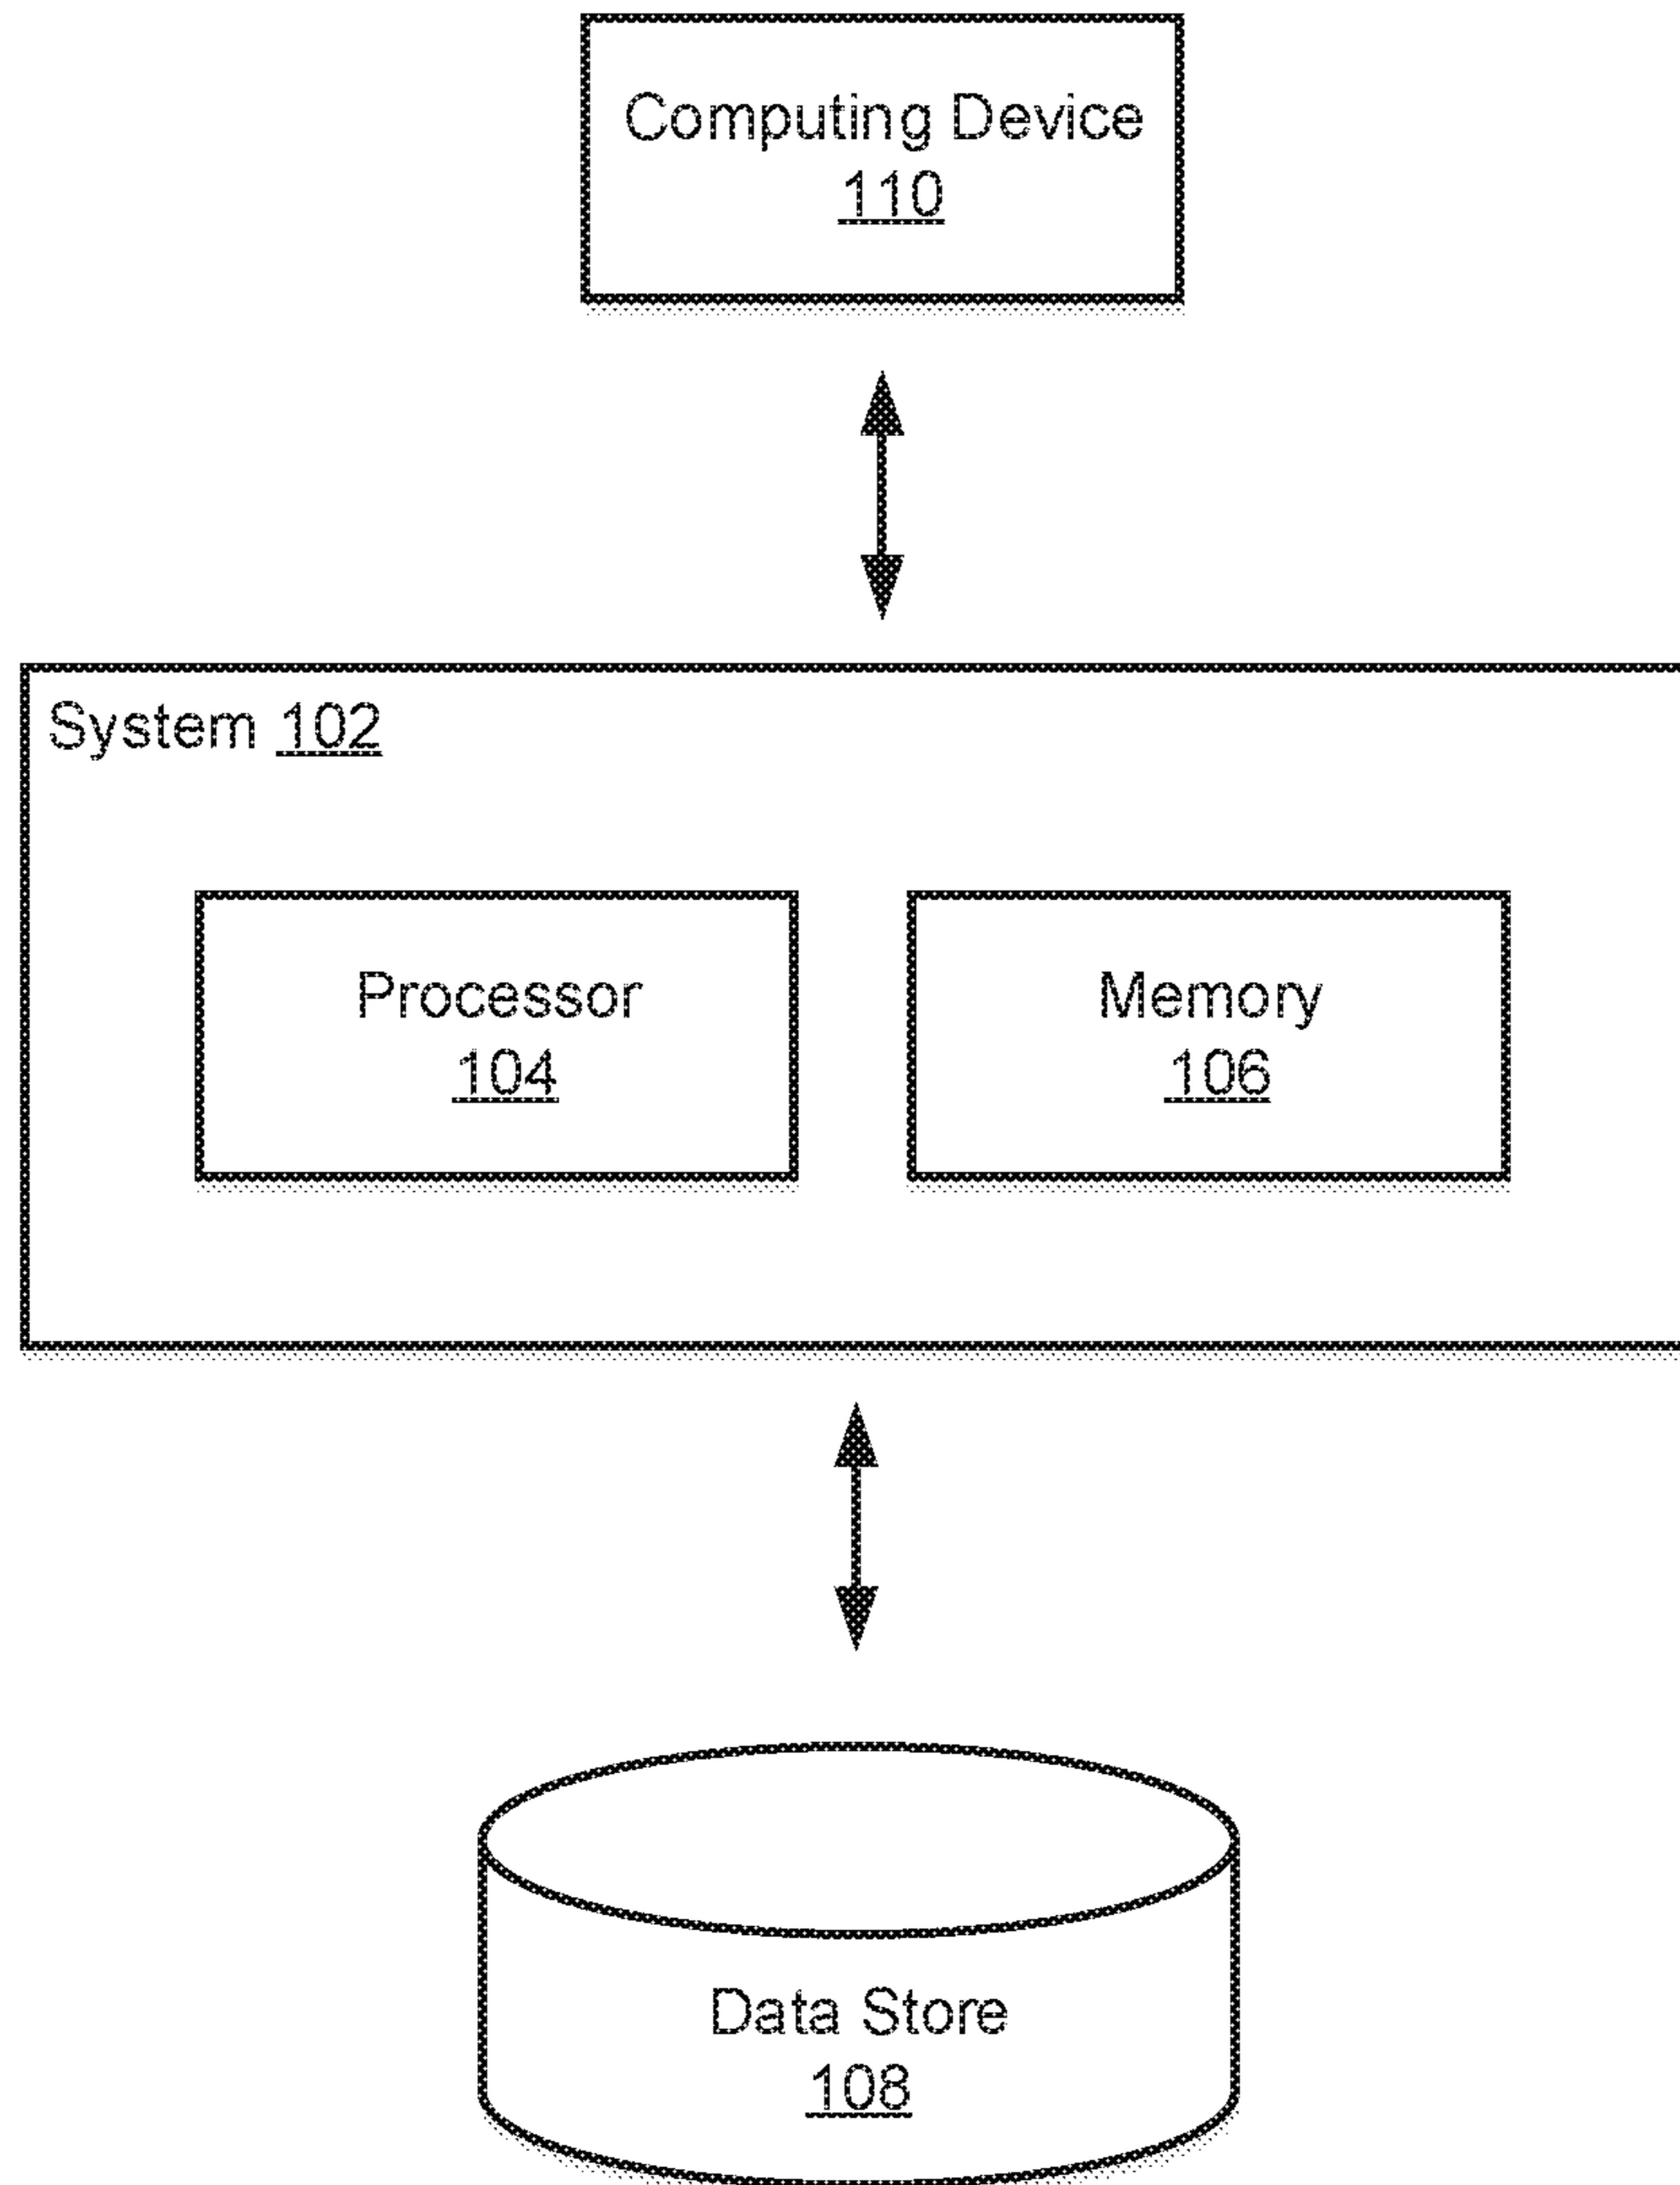 Computing Device
110
System 102
Processor
104
Memory
106
Data Store
108